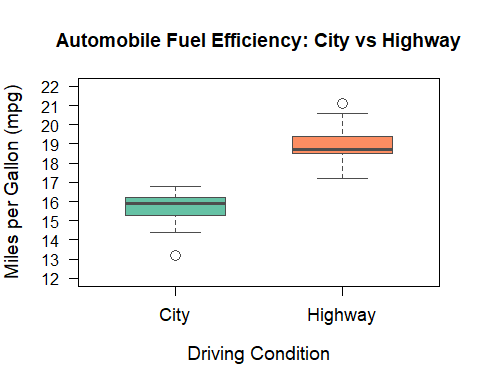 Automobile Fuel Efficiency: City vs Highway
Miles per Gallon (mpg)
22
21
20
19
18
17
16
15
14
13
12
City Highway
Driving Condition